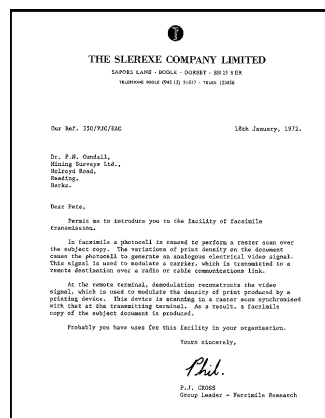 THE SLEREXE COMPANY LIMITED
SAPORS LANE - BOOLE - DORSET - BH 25 8 ER
TELEPHONE BOOLE (945 13) 51617 - TELEX 123456
Our Ref. 350/PJC/EAC
18th January, 1972.
Dr. P.N. Cundall,
Mining Surveys Ltd.,
Holroyd Road,
Reading,
Berks.
Dear Pete,
Permit me to introduce you to the facility of facsimile
transmission.
In facsimile a photocell is caused to perform a raster scan over
the subject copy. The variations of print density on the document
cause the photocell to generate an analogous electrical video signal.
This signal is used to modulate a carrier, which is transmitted to a
remote destination over a radio or cable communications link.
At the remote terminal, demodulation reconstructs the video
signal, which is used to modulate the density of print produced by a
printing device. This device is scanning in a raster scan synchronised
with that at the transmitting terminal. As a result, a facsimile
copy of the subject document is produced.
Probably you have uses for this facility in your organisation.
Yours sincerely,
Phil.
P.J. CROSS
Group Leader - Facsimile Research